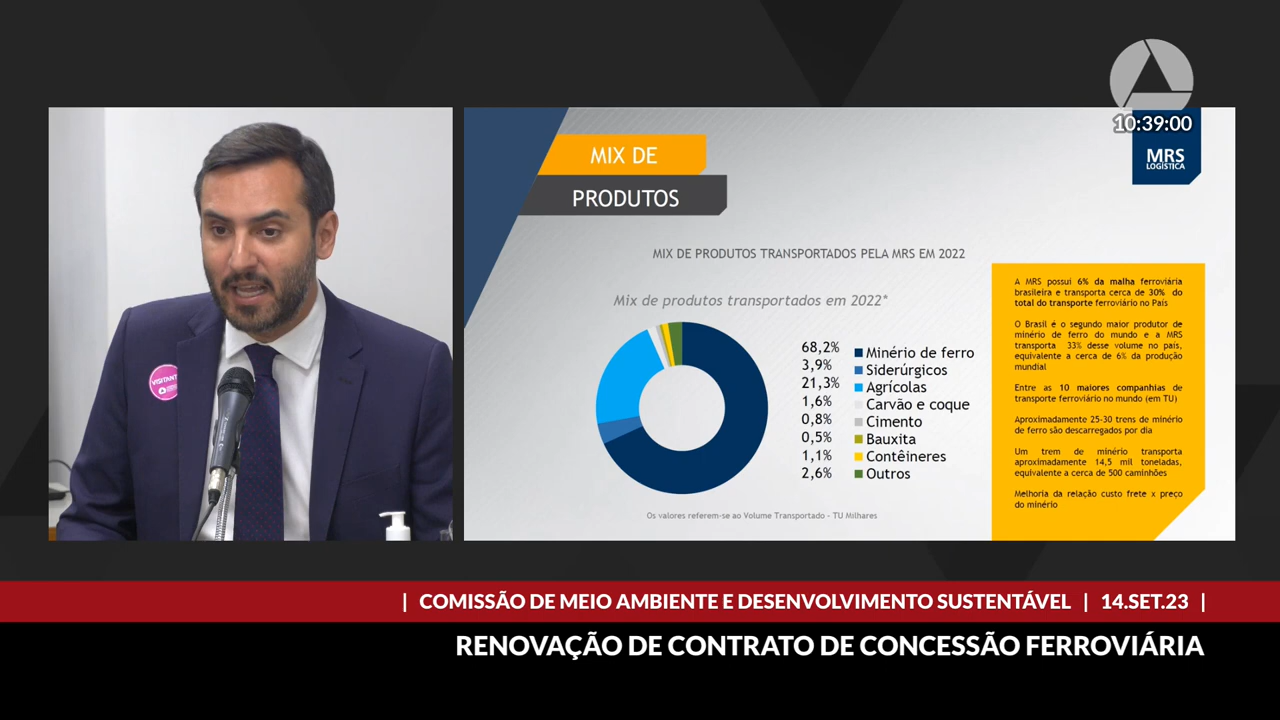 10:39:00
MRS
LOGÍSTICA
MIX DE
PRODUTOS
MIX DE PRODUTOS TRANSPORTADOS PELA MRS EM 2022
Mix de produtos transportados em 2022*
68,2%
3,9%
21,3%
1,6%
0,8%
0,5%
1,1%
2,6%
Minério de ferro
Siderúrgicos
Agrícolas
Carvão e coque
Cimento
Bauxita
Contêineres
Outros
Os valores referem-se ao Volume Transportado - TU Milhares
A MRS possui 6% da malha ferroviária
brasileira e transporta cerca de 30% do
total do transporte ferroviário no País
O Brasil é o segundo maior produtor de
minério de ferro do mundo e a MRS
transporta 33% desse volume no país,
equivalente a cerca de 6% da produção
mundial
Entre as 10 maiores companhias de
transporte ferroviário no mundo (em TU)
Aproximadamente 25-30 trens de minério
de ferro são descarregados por dia
Um trem de minério transporta
aproximadamente 14,5 mil toneladas,
equivalente a cerca de 500 caminhões
Melhoria da relação custo frete x preço
do minério
VISITANTE
| COMISSÃO DE MEIO AMBIENTE E DESENVOLVIMENTO SUSTENTÁVEL | 14.SET.23 |
RENOVAÇÃO DE CONTRATO DE CONCESSÃO FERROVIÁRIA